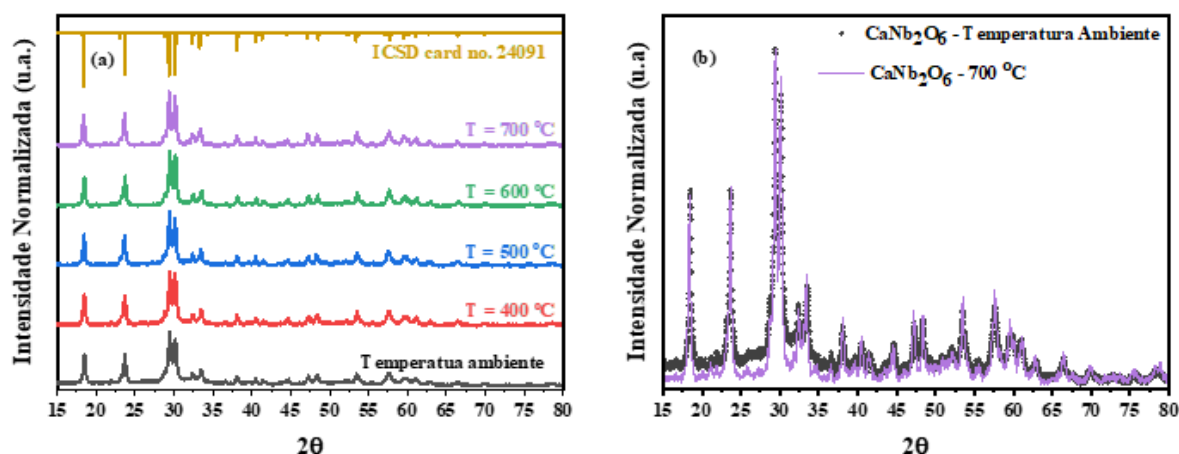 (a)
ICSD card no. 24091
T = 700 °C
T = 600 °C
T = 500 °C
T = 400 °C
Temperatua ambiente
Intensidade Normalizada (u.a.)
15 20 25 30 35 40 45 50 55 60 65 70 75 80
2θ
(b)
CaNb₂O₆ - Temperatura Ambiente
CaNb₂O₆ - 700 °C
Intensidade Normalizada (u.a)
15 20 25 30 35 40 45 50 55 60 65 70 75 80
2θ